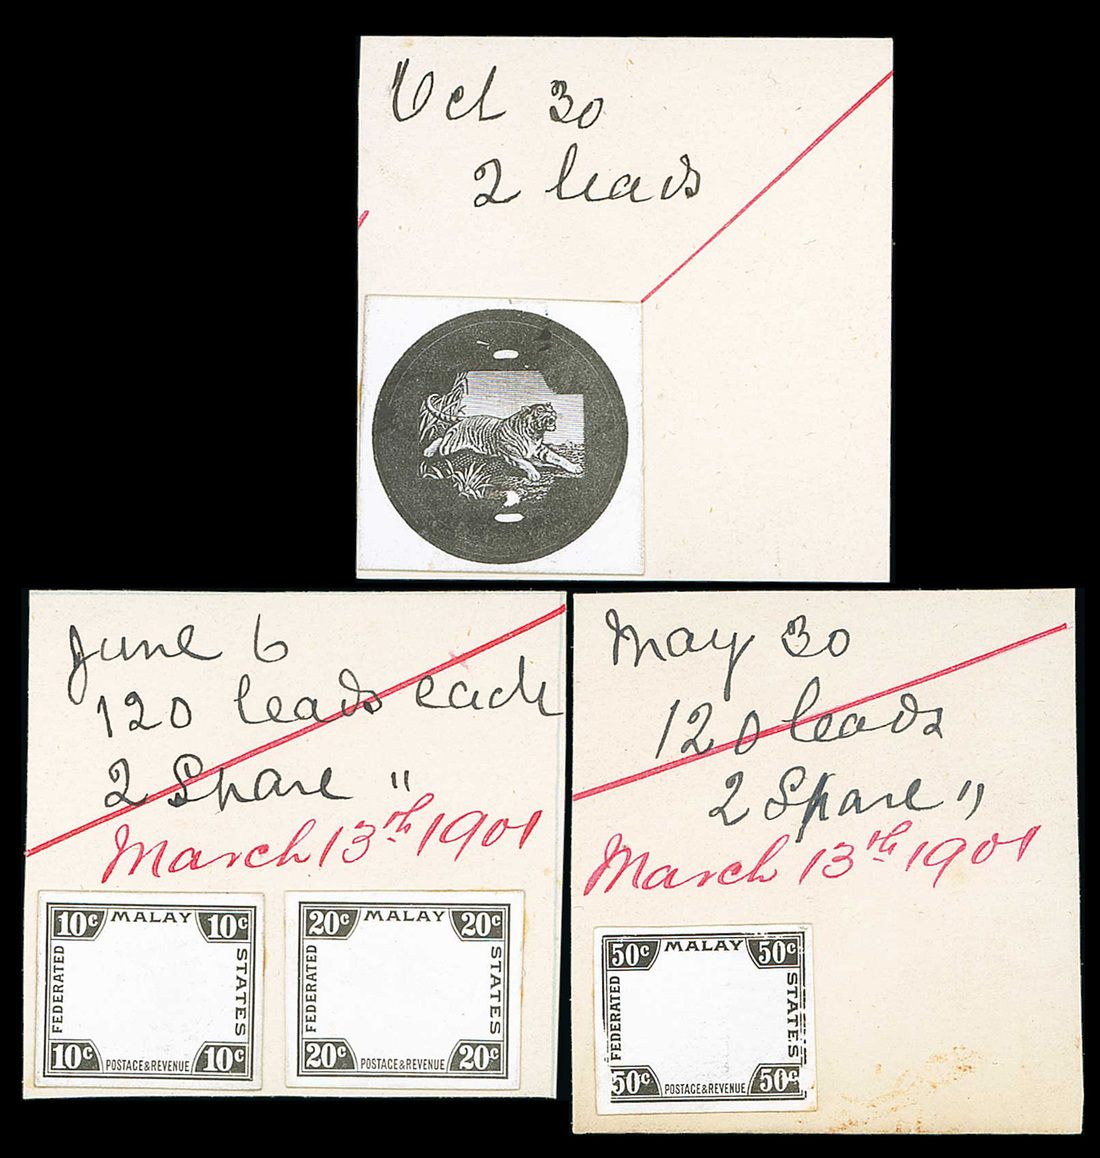 Oct 30
2 leads
June 6
120 leads each
2 Spare "
March 13th 1901
10c MALAY 10c
FEDERATED
STATES
10c POSTAGE & REVENUE 10c
20c MALAY 20c
FEDERATED
STATES
20c POSTAGE & REVENUE 20c
May 30
120 leads
2 Spare "
March 13th 1901
50c MALAY 50c
FEDERATED
STATES
50c POSTAGE & REVENUE 50c